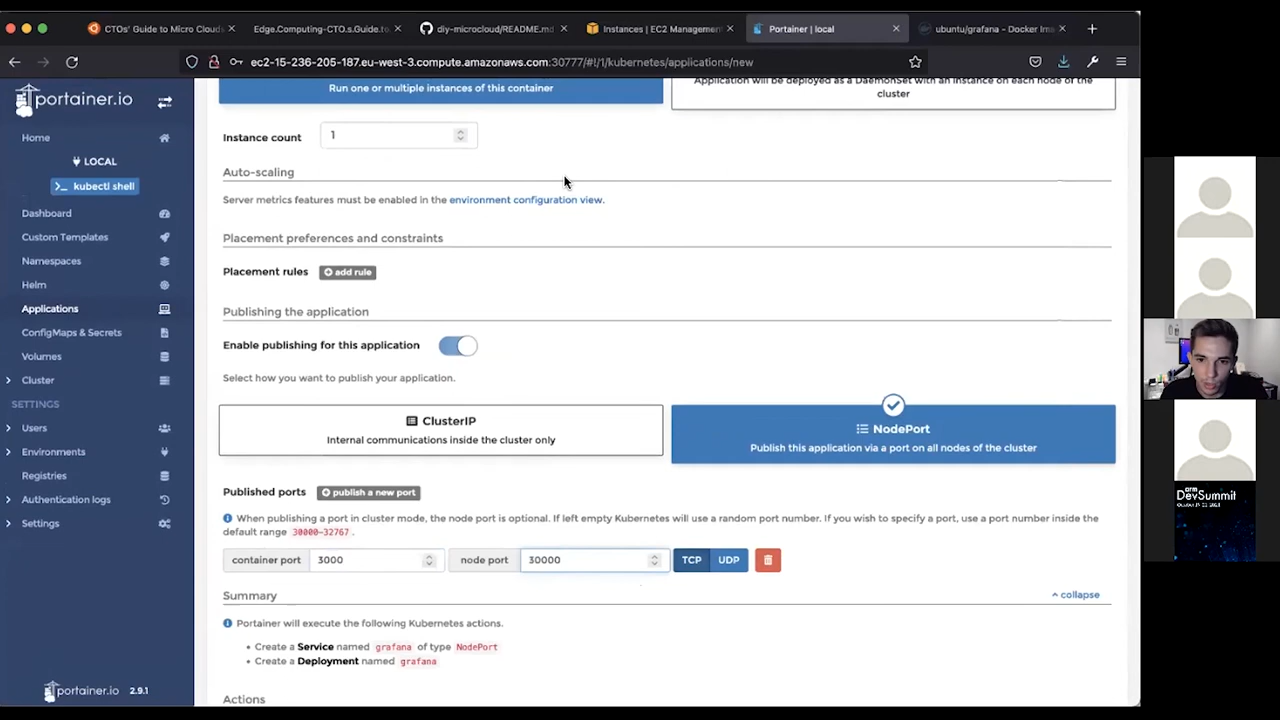 CTOs' Guide to Micro Clouds
Edge.Computing-CTO.s.Guide.to
diy-microcloud/README.md
Instances | EC2 Management
Portainer | local
ubuntu/grafana - Docker Ima
ec2-15-236-205-187.eu-west-3.compute.amazonaws.com:30777/#!/1/kubernetes/applications/new
portainer.io
Home
LOCAL
kubectl shell
Dashboard
Custom Templates
Namespaces
Helm
Applications
ConfigMaps & Secrets
Volumes
Cluster
SETTINGS
Users
Environments
Registries
Authentication logs
Settings
portainer.io 2.9.1
Run one or multiple instances of this container
Application will be deployed as a DaemonSet with an instance on each node of the
cluster
Instance count 1
Auto-scaling
Server metrics features must be enabled in the environment configuration view.
Placement preferences and constraints
Placement rules add rule
Publishing the application
Enable publishing for this application
Select how you want to publish your application.
ClusterIP
Internal communications inside the cluster only
NodePort
Publish this application via a port on all nodes of the cluster
Published ports publish a new port
When publishing a port in cluster mode, the node port is optional. If left empty Kubernetes will use a random port number. If you wish to specify a port, use a port number inside the
default range 30000-32767.
container port 3000 node port 30000 TCP UDP
Summary collapse
Portainer will execute the following Kubernetes actions.
• Create a Service named grafana of type NodePort
• Create a Deployment named grafana
Actions
arm
DevSummit